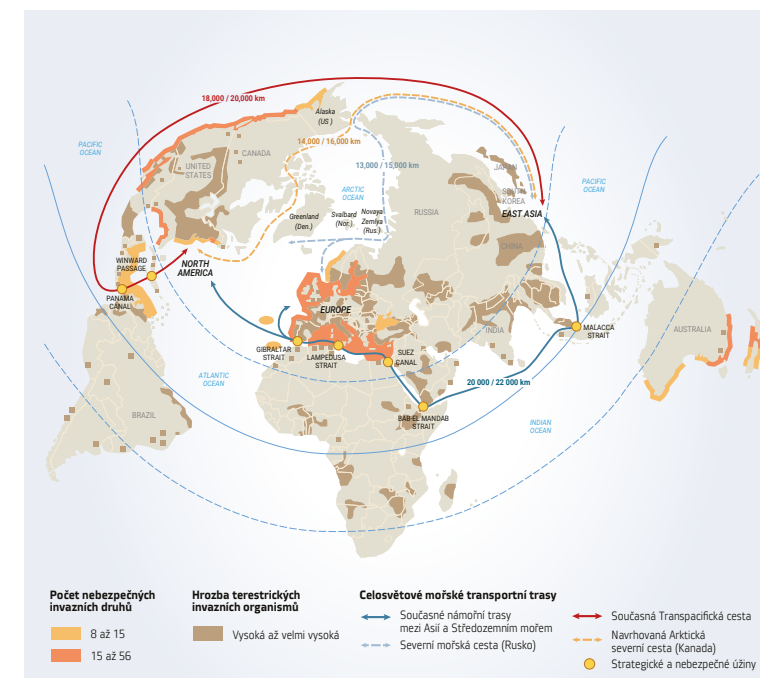 18,000 / 20,000 km
Alaska
(US )
14,000 / 16,000 km
PACIFIC
OCEAN
CANADA
UNITED
STATES
13,000 / 15,000 km
JAPAN
PACIFIC
OCEAN
ARCTIC
OCEAN
SOUTH
KOREA
RUSSIA
EAST ASIA
Greenland
(Den.)
Svalbard
(Nor.)
Novaya
Zemlya
(Rus.)
CHINA
WINWARD
PASSAGE
NORTH
AMERICA
PANAMA
CANAL
EUROPE
INDIA
MALACCA
STRAIT
AUSTRALIA
GIBRALTAR
STRAIT
LAMPEDUSA
STRAIT
SUEZ
CANAL
ATLANTIC
OCEAN
20 000 / 22 000 km
BRAZIL
BAB-EL MANDAB
STRAIT
INDIAN
OCEAN
Počet nebezpečných
invazních druhů
8 až 15
15 až 56
Hrozba terestrických
invazních organismů
Vysoká až velmi vysoká
Celosvětové mořské transportní trasy
Současné námořní trasy
mezi Asií a Středozemním mořem
Severní mořská cesta (Rusko)
Současná Transpacifická cesta
Navrhovaná Arktická
severní cesta (Kanada)
Strategické a nebezpečné úžiny